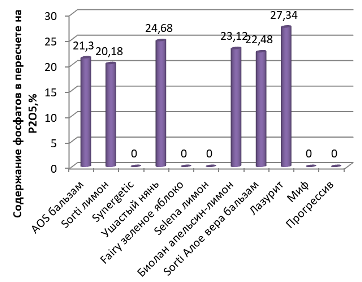 Содержание фосфатов в пересчете на
P2O5,%
30
25
20
15
10
5
0
21,3
20,18
0
24,68
0
0
23,12
22,48
27,34
0
0
AOS бальзам
Sorti лимон
Synergetic
Ушастый нянь
Fairy зеленое яблоко
Selena лимон
Биолан апельсин-лимон
Sorti Алое вера бальзам
Лазурит
Миф
Прогрессив